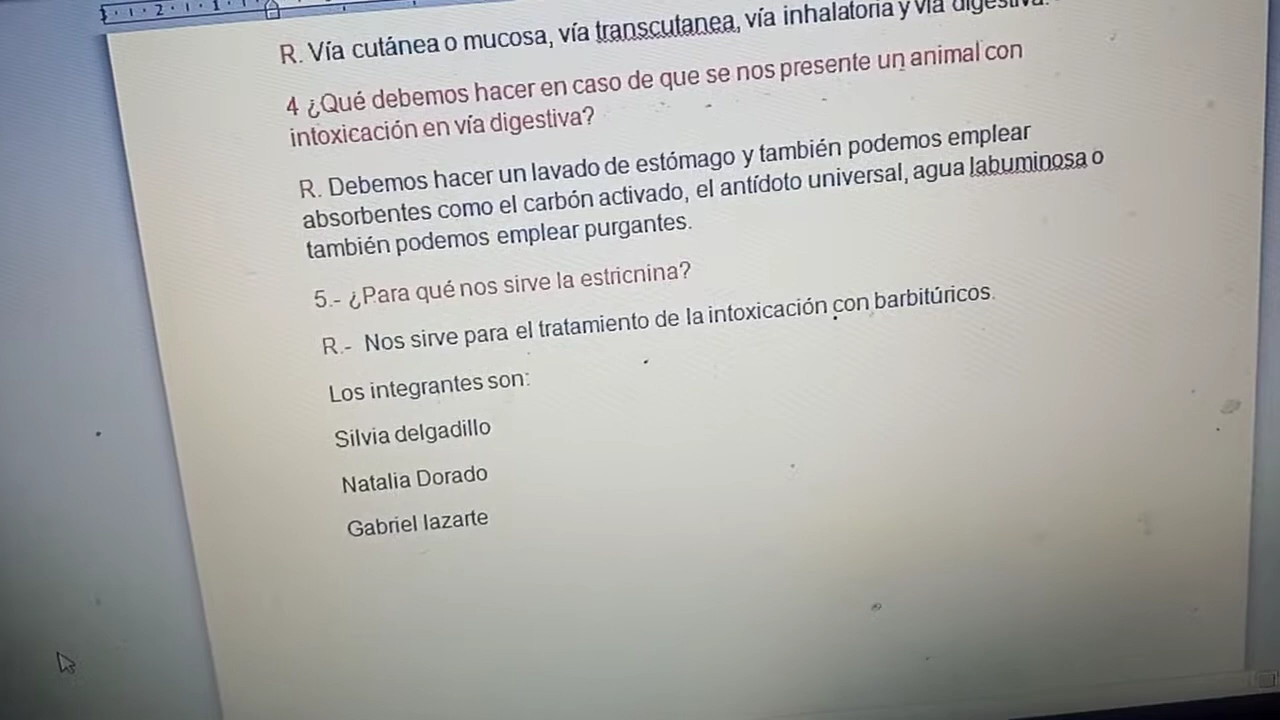 R. Vía cutánea o mucosa, vía transcutanea, vía inhalatoria y vía digestiva.
4 ¿Qué debemos hacer en caso de que se nos presente un animal con
intoxicación en vía digestiva?
R. Debemos hacer un lavado de estómago y también podemos emplear
absorbentes como el carbón activado, el antídoto universal, agua labuminosa o
también podemos emplear purgantes.
5.- ¿Para qué nos sirve la estricnina?
R.- Nos sirve para el tratamiento de la intoxicación con barbitúricos.
Los integrantes son:
Silvia delgadillo
Natalia Dorado
Gabriel lazarte